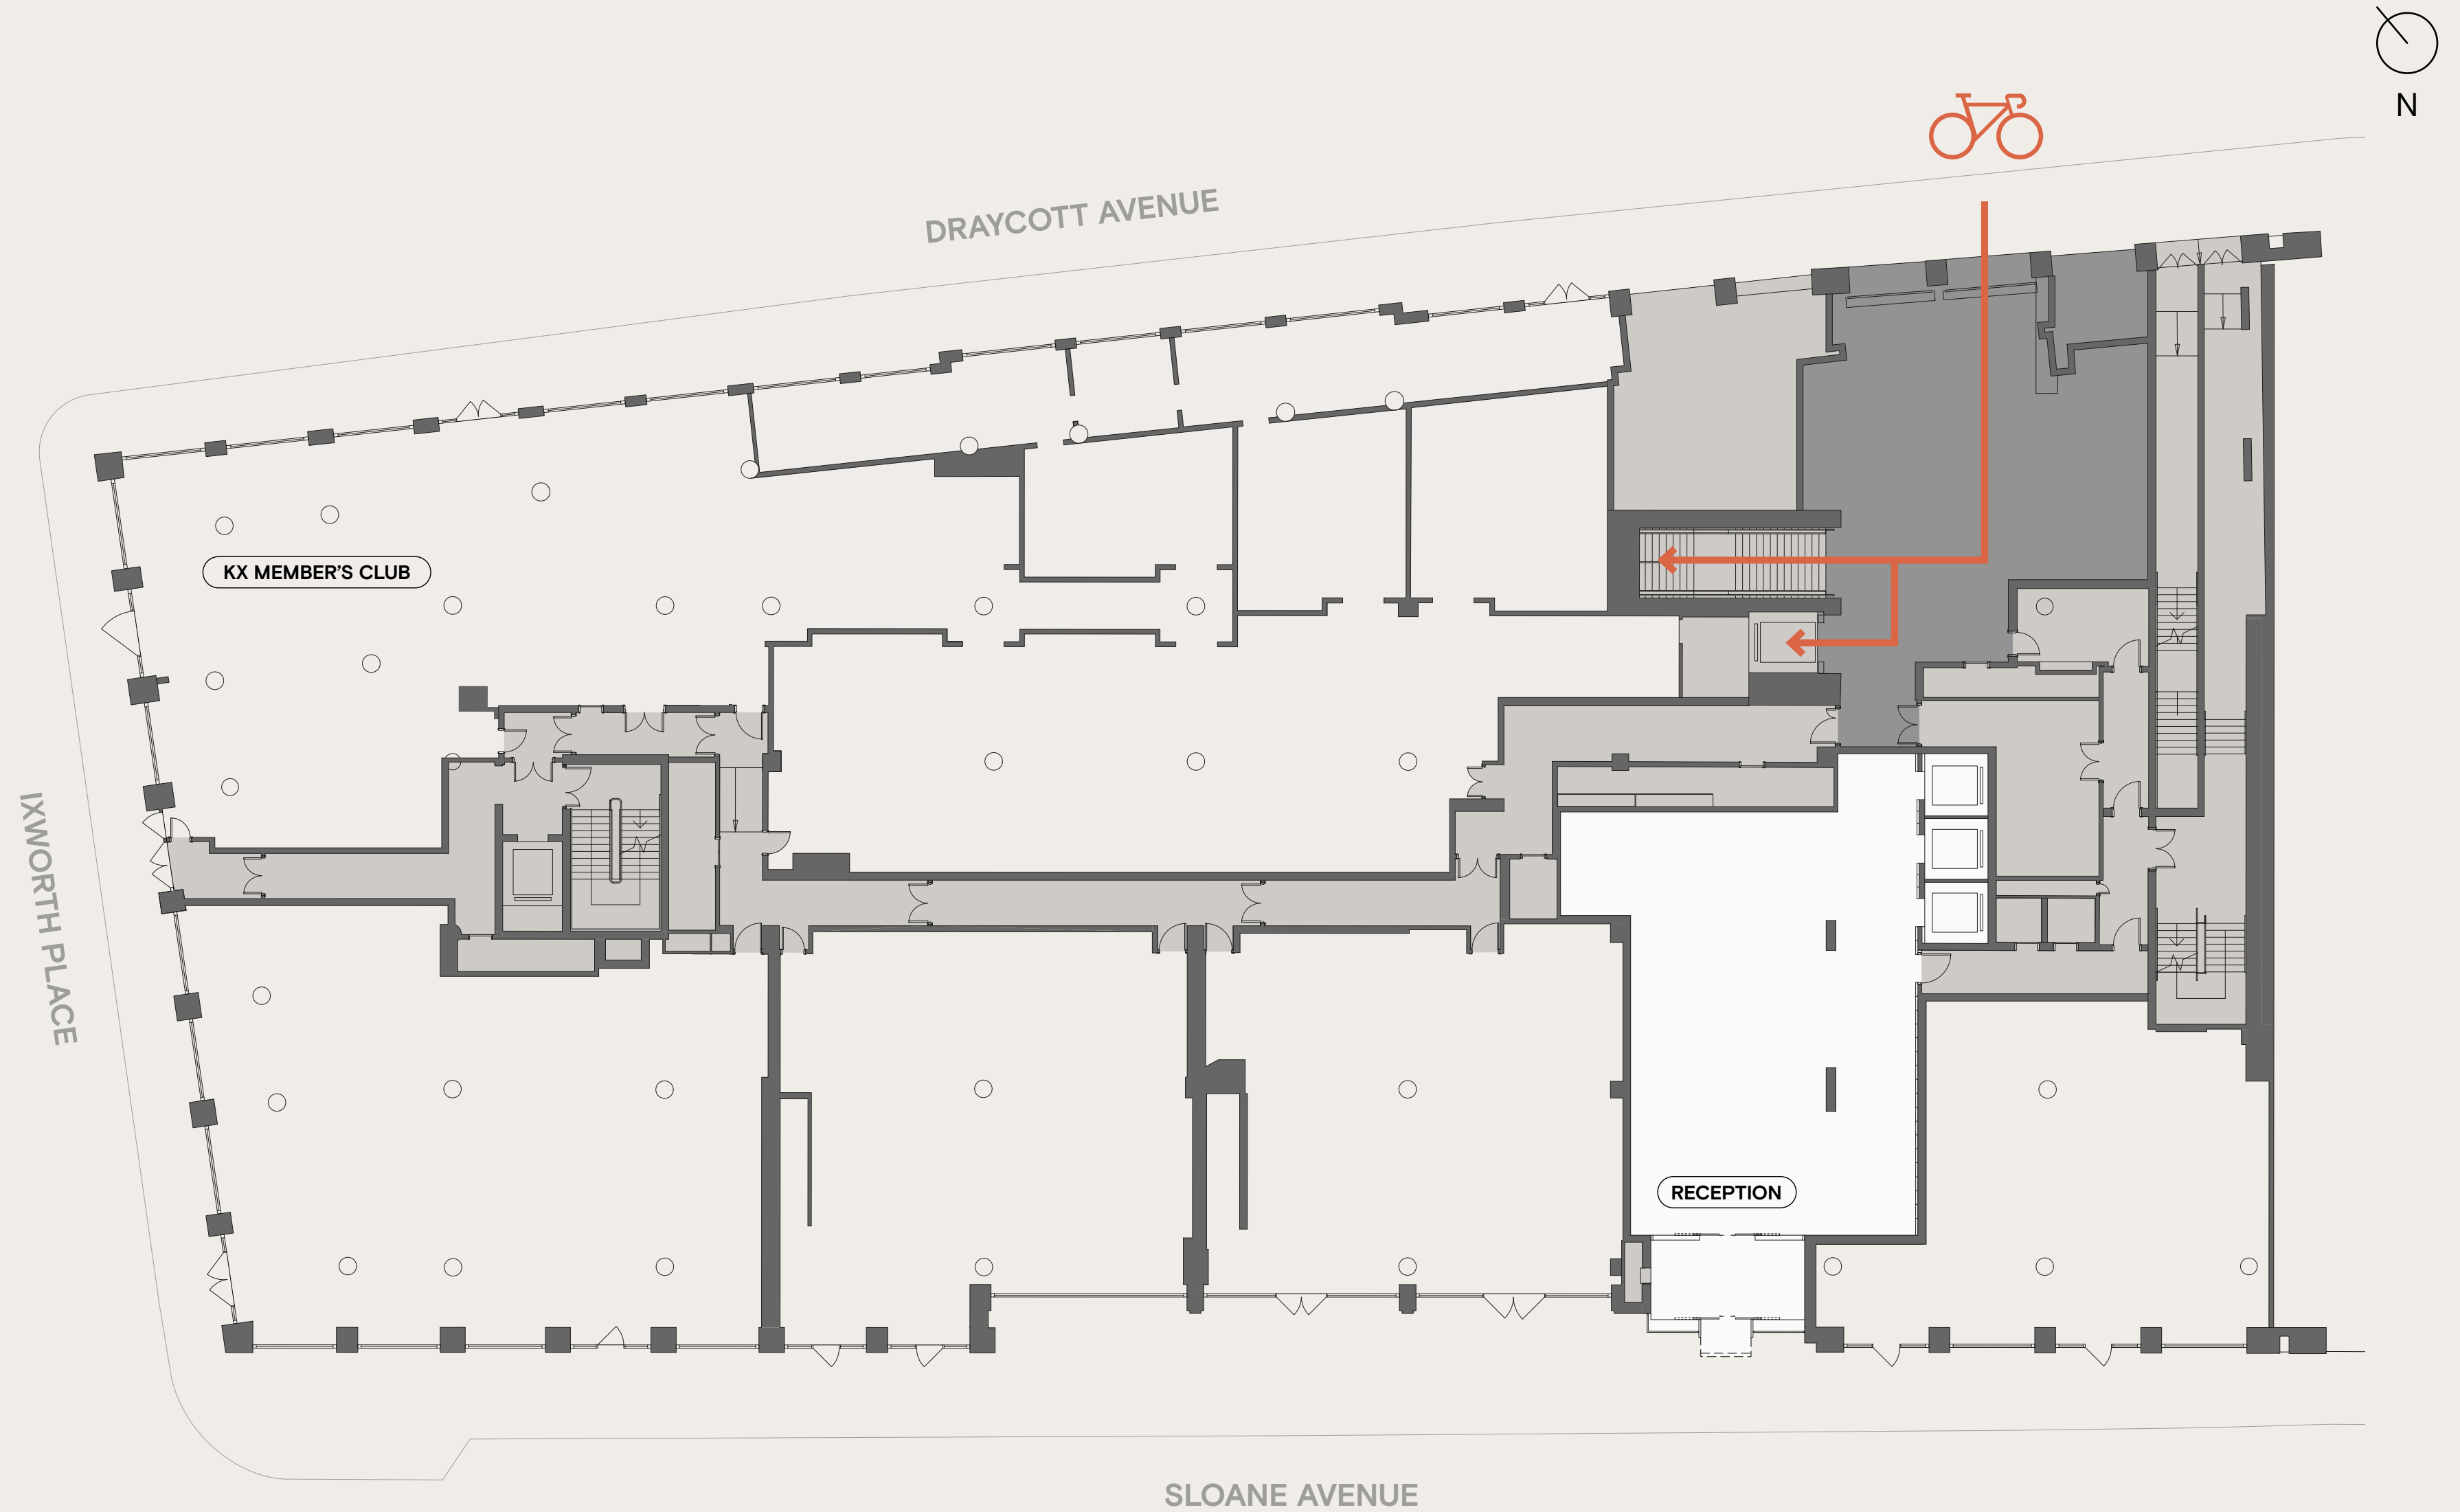 N
DRAYCOTT AVENUE
KX MEMBER’S CLUB
IXWORTH PLACE
RECEPTION
SLOANE AVENUE